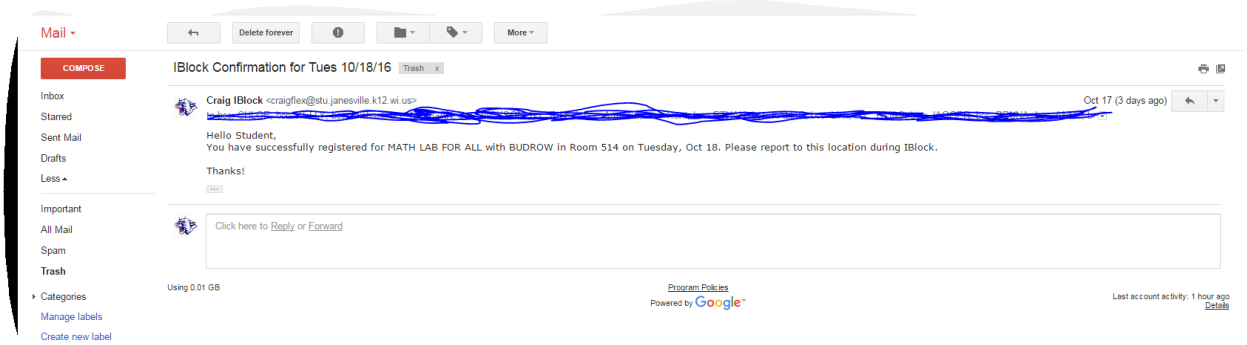 Mail
Delete forever
More
COMPOSE
IBlock Confirmation for Tues 10/18/16 Trash x
Inbox
Starred
Sent Mail
Drafts
Less
Important
All Mail
Spam
Trash
Categories
Manage labels
Create new label
Craig IBlock <craigflex@stu.janesville.k12.wi.us>
Oct 17 (3 days ago)
Hello Student,
You have successfully registered for MATH LAB FOR ALL with BUDROW in Room 514 on Tuesday, Oct 18. Please report to this location during IBlock.
Thanks!
Click here to Reply or Forward
Using 0.01 GB
Program Policies
Powered by Google™
Last account activity: 1 hour ago
Details